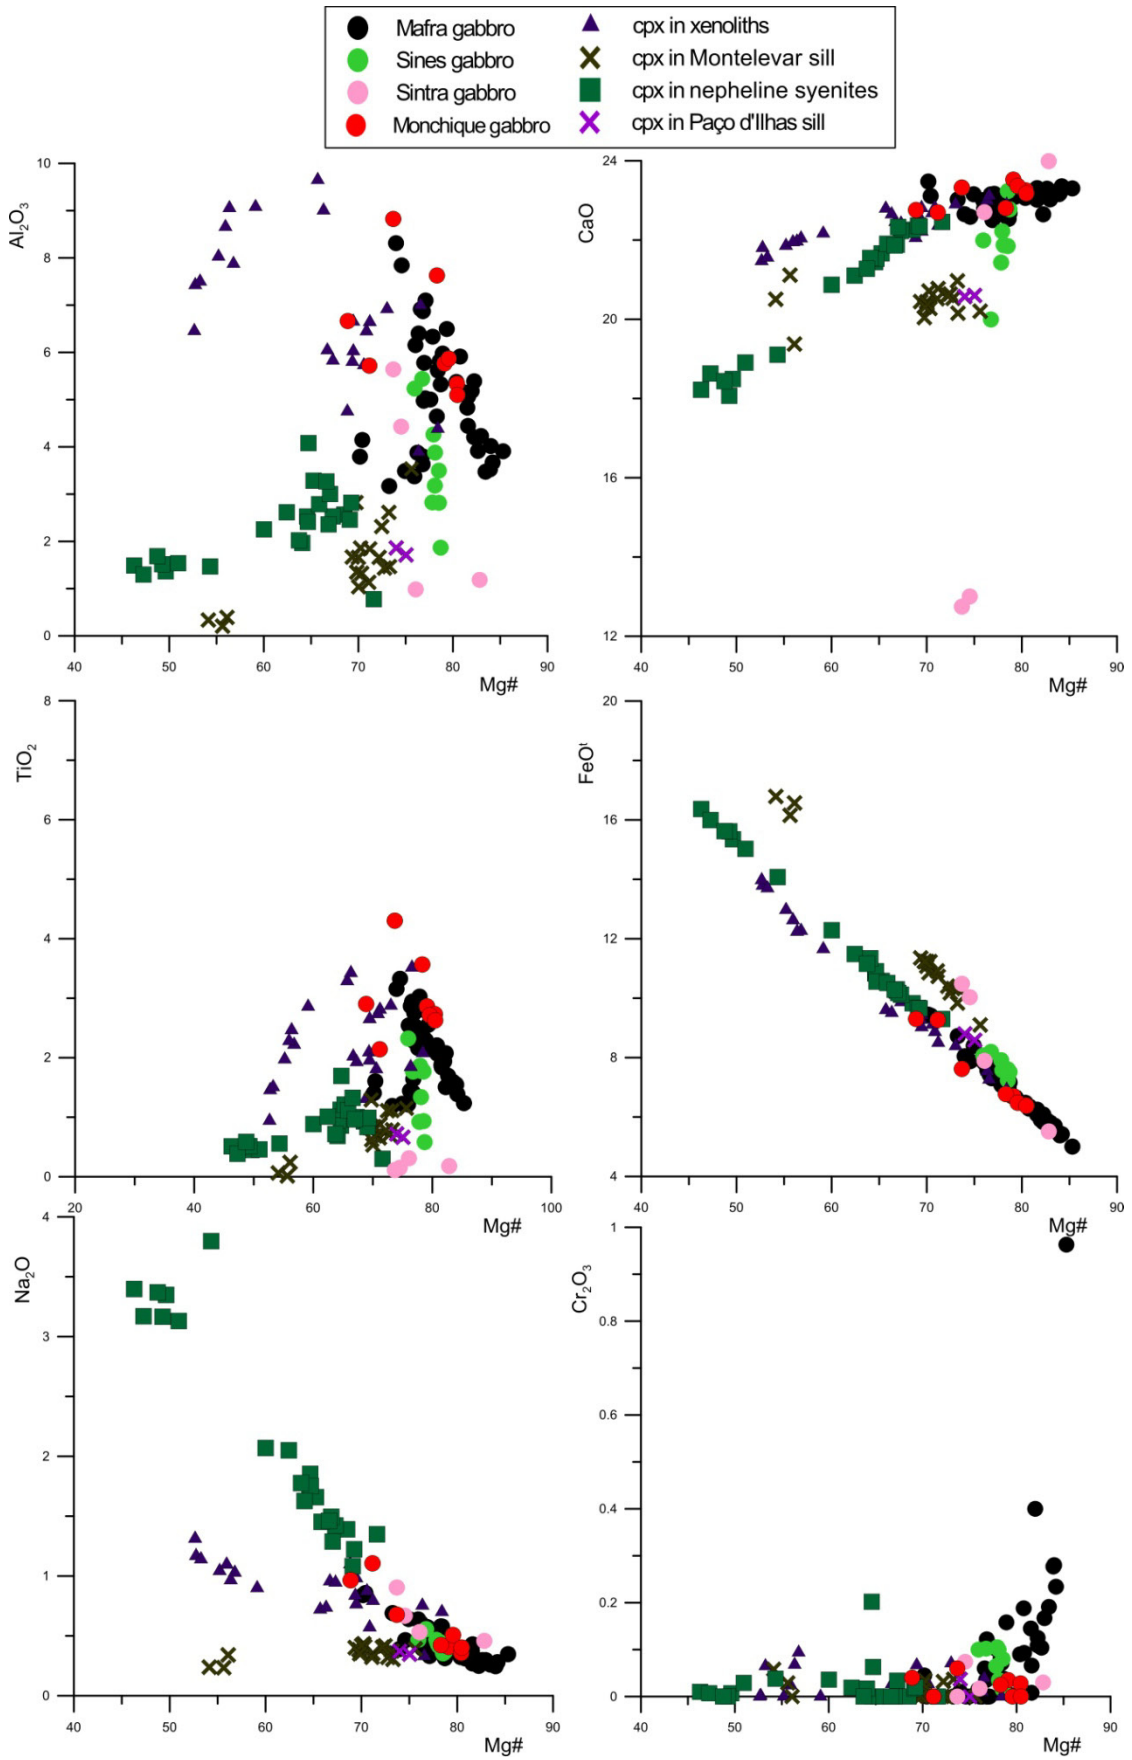 Mafra gabbro
Sines gabbro
Sintra gabbro
Monchique gabbro
cpx in xenoliths
cpx in Montelevar sill
cpx in nepheline syenites
cpx in Paço d'Ilhas sill
Al₂O₃
10
8
6
4
2
0
40 50 60 70 80 90
Mg#
CaO
24
20
16
12
40 50 60 70 80 90
Mg#
TiO₂
8
6
4
2
0
20 40 60 80 100
Mg#
FeOᵗ
20
16
12
8
4
40 50 60 70 80 90
Mg#
Na₂O
4
3
2
1
0
40 50 60 70 80 90
Mg#
Cr₂O₃
1
0.8
0.6
0.4
0.2
0
40 50 60 70 80 90
Mg#